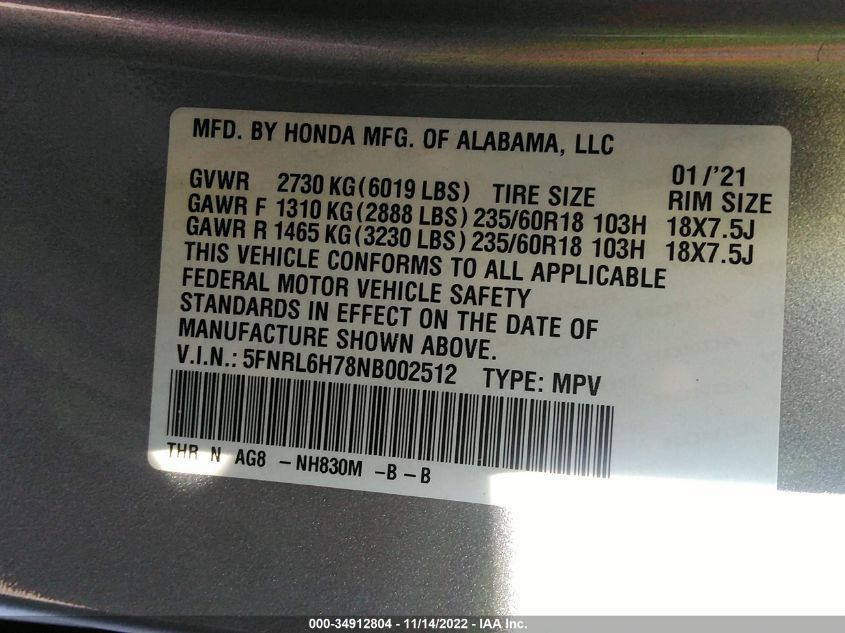 MFD. BY HONDA MFG. OF ALABAMA, LLC
01/'21
GVWR 2730 KG(6019 LBS) TIRE SIZE RIM SIZE
GAWR F 1310 KG(2888 LBS) 235/60R18 103H 18X7.5J
GAWR R 1465 KG(3230 LBS) 235/60R18 103H 18X7.5J
THIS VEHICLE CONFORMS TO ALL APPLICABLE
FEDERAL MOTOR VEHICLE SAFETY
STANDARDS IN EFFECT ON THE DATE OF
MANUFACTURE SHOWN ABOVE.
V.I.N.: 5FNRL6H78NB002512 TYPE: MPV
THR N AG8 -NH830M -B-B
000-34912804 - 11/14/2022 - IAA Inc.